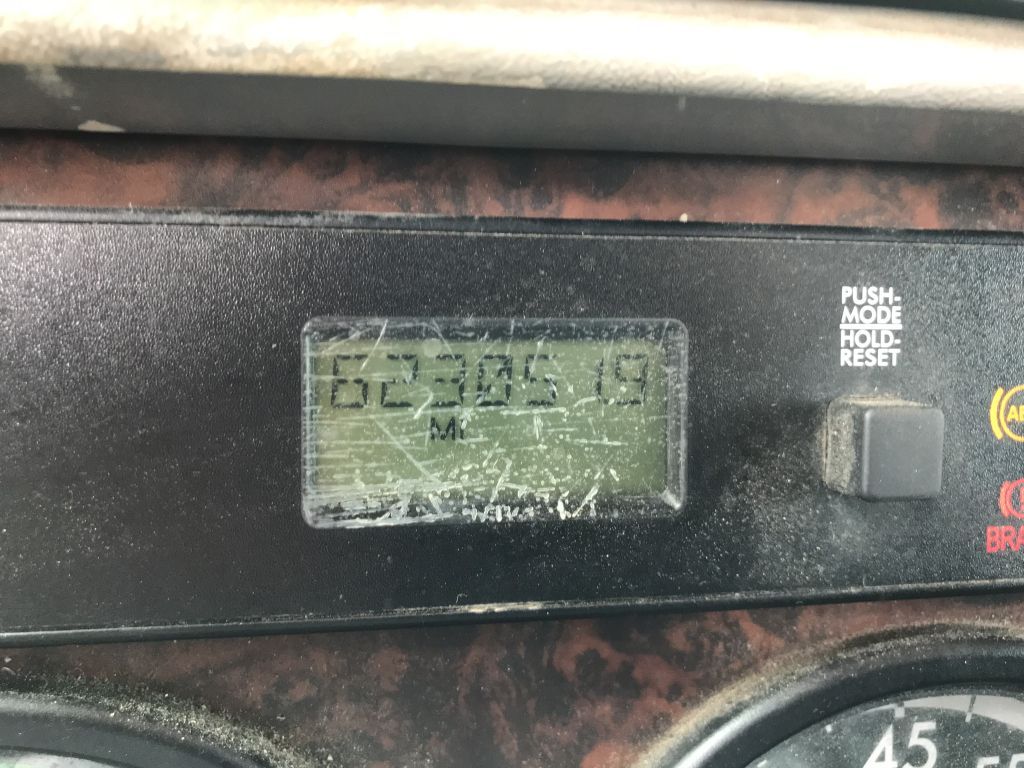 623051.9
MI
PUSH-
MODE
HOLD-
RESET
BRA
45